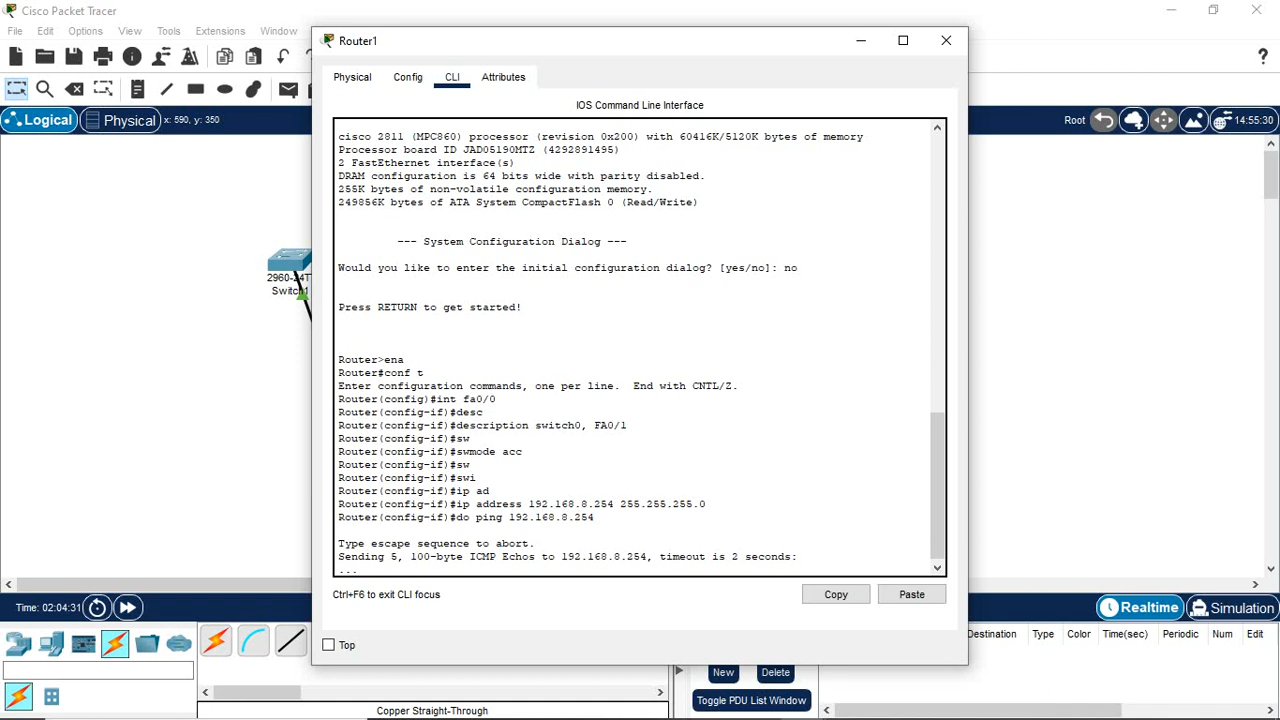 Cisco Packet Tracer
File Edit Options View Tools Extensions Window
Logical Physical x: 590, y: 350
Root 14:55:30
2960-24TT
Switch1
Router1
Physical Config CLI Attributes
IOS Command Line Interface
cisco 2811 (MPC860) processor (revision 0x200) with 60416K/5120K bytes of memory
Processor board ID JAD05190MTZ (4292891495)
2 FastEthernet interface(s)
DRAM configuration is 64 bits wide with parity disabled.
255K bytes of non-volatile configuration memory.
249856K bytes of ATA System CompactFlash 0 (Read/Write)
--- System Configuration Dialog ---
Would you like to enter the initial configuration dialog? [yes/no]: no
Press RETURN to get started!
Router>ena
Router#conf t
Enter configuration commands, one per line. End with CNTL/Z.
Router(config)#int fa0/0
Router(config-if)#desc
Router(config-if)#description switch0, FA0/1
Router(config-if)#sw
Router(config-if)#swmode acc
Router(config-if)#sw
Router(config-if)#swi
Router(config-if)#ip ad
Router(config-if)#ip address 192.168.8.254 255.255.255.0
Router(config-if)#do ping 192.168.8.254
Type escape sequence to abort.
Sending 5, 100-byte ICMP Echos to 192.168.8.254, timeout is 2 seconds:
...
Ctrl+F6 to exit CLI focus
Copy Paste
Top
Time: 02:04:31
Realtime Simulation
Destination Type Color Time(sec) Periodic Num Edit
New Delete
Toggle PDU List Window
Copper Straight-Through